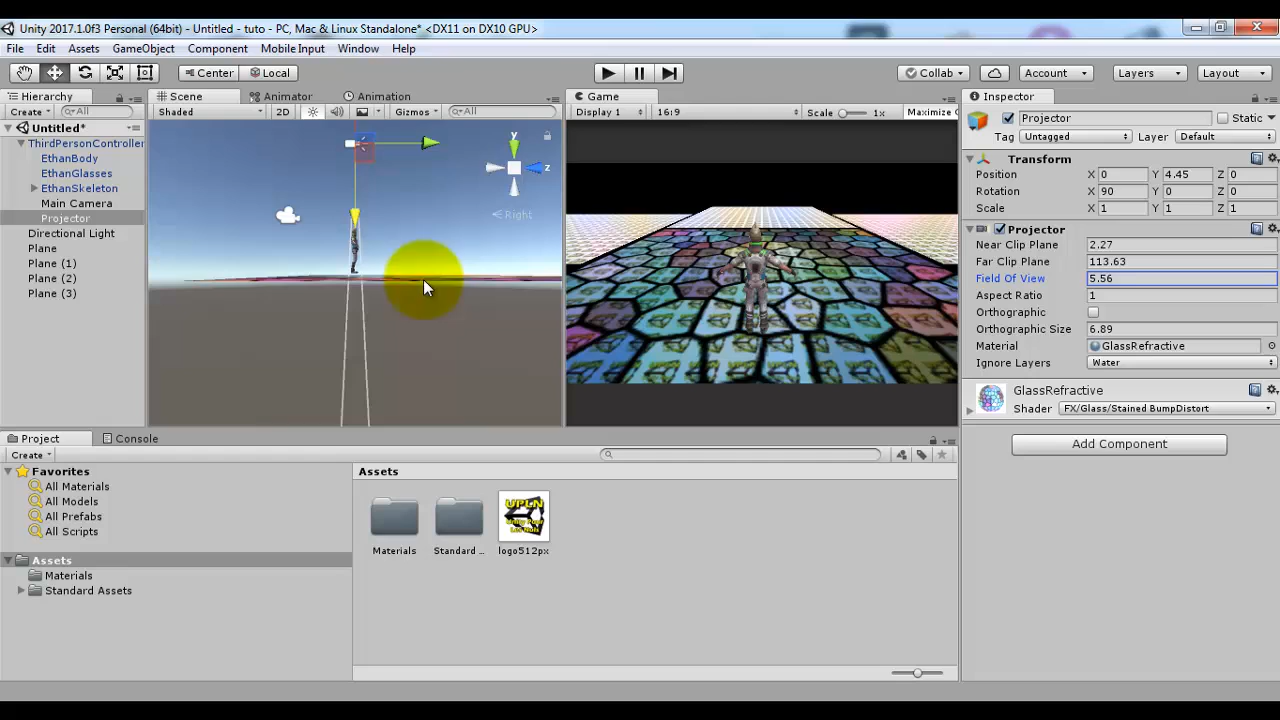 Unity 2017.1.0f3 Personal (64bit) - Untitled - tuto - PC, Mac & Linux Standalone* <DX11 on DX10 GPU>
File Edit Assets GameObject Component Mobile Input Window Help
Center Local Collab Account Layers Layout
Hierarchy Scene Animator Animation Game Inspector
Create All Shaded 2D Gizmos All Display 1 16:9 Scale 1x Maximize
Projector Static
Untitled*
Tag Untagged Layer Default
y
ThirdPersonController
EthanBody
EthanGlasses
EthanSkeleton
Main Camera
Projector
Directional Light
Plane
Plane (1)
Plane (2)
Plane (3)
z
Right
Transform
Position X 0 Y 4.45 Z 0
Rotation X 90 Y 0 Z 0
Scale X 1 Y 1 Z 1
Projector
Near Clip Plane 2.27
Far Clip Plane 113.63
Field Of View 5.56
Aspect Ratio 1
Orthographic
Orthographic Size 6.89
Material GlassRefractive
Ignore Layers Water
GlassRefractive
Shader FX/Glass/Stained BumpDistort
Add Component
Project Console
Create
Favorites
All Materials
All Models
All Prefabs
All Scripts
Assets
Materials
Standard Assets
Assets
UPLN
Materials Standard ... logo512px